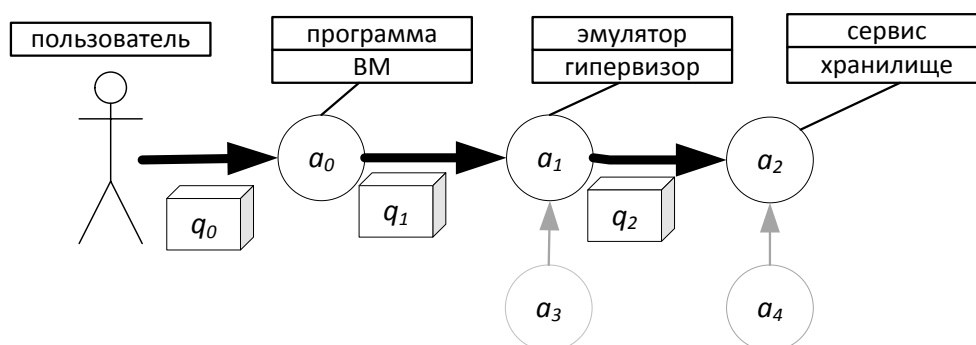 пользователь
программа
ВМ
эмулятор
гипервизор
сервис
хранилище
a0
a1
a2
q0
q1
q2
a3
a4